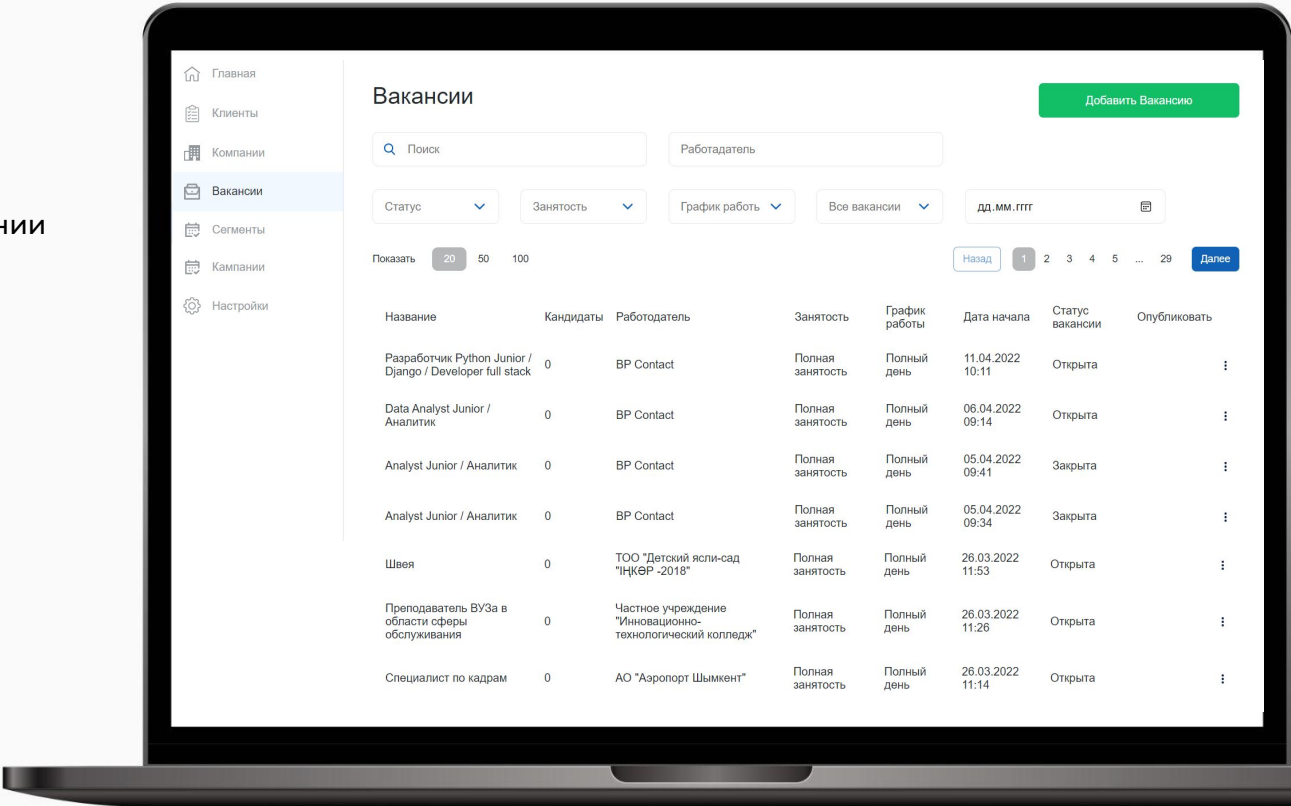 нии
Главная
Клиенты
Компании
Вакансии
Сегменты
Кампании
Настройки
Вакансии
Добавить Вакансию
Поиск
Работадатель
Статус
Занятость
График работь
Все вакансии
дд.мм.гггг
Показать 20 50 100
Назад 1 2 3 4 5 ... 29 Далее
Название Кандидаты Работодатель Занятость График работы Дата начала Статус вакансии Опубликовать
Разработчик Python Junior /
Django / Developer full stack
0
BP Contact
Полная
занятость
Полный
день
11.04.2022
10:11
Открыта
Data Analyst Junior /
Аналитик
0
BP Contact
Полная
занятость
Полный
день
06.04.2022
09:14
Открыта
Analyst Junior / Аналитик
0
BP Contact
Полная
занятость
Полный
день
05.04.2022
09:41
Закрыта
Analyst Junior / Аналитик
0
BP Contact
Полная
занятость
Полный
день
05.04.2022
09:34
Закрыта
Швея
0
ТОО "Детский ясли-сад
"ІҢКӘР -2018"
Полная
занятость
Полный
день
26.03.2022
11:53
Открыта
Преподаватель ВУЗа в
области сферы
обслуживания
0
Частное учреждение
"Инновационно-
технологический колледж"
Полная
занятость
Полный
день
26.03.2022
11:26
Открыта
Специалист по кадрам
0
АО "Аэропорт Шымкент"
Полная
занятость
Полный
день
26.03.2022
11:14
Открыта